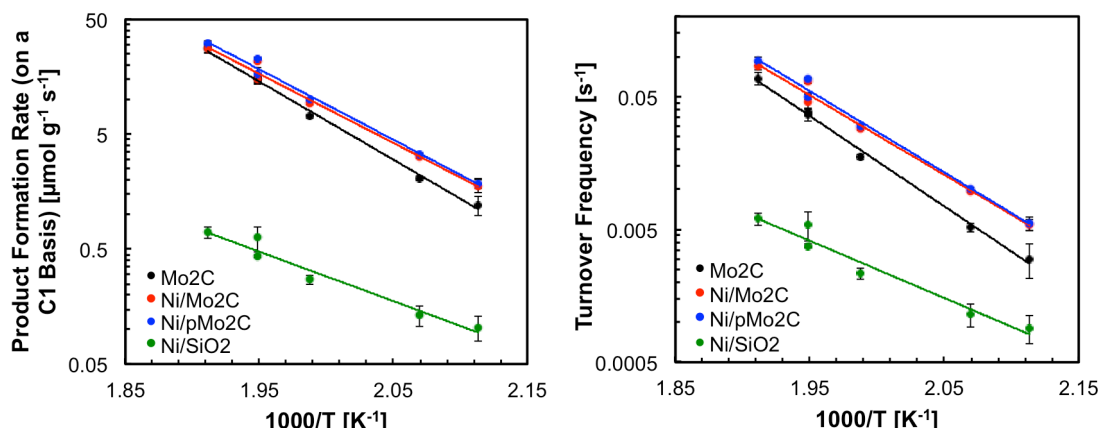 Product Formation Rate (on a
C1 Basis) [μmol g-1 s-1]
50
5
0.5
0.05
Mo2C
Ni/Mo2C
Ni/pMo2C
Ni/SiO2
1.85
1.95
2.05
2.15
1000/T [K-1]
Turnover Frequency [s-1]
0.05
0.005
0.0005
Mo2C
Ni/Mo2C
Ni/pMo2C
Ni/SiO2
1.85
1.95
2.05
2.15
1000/T [K-1]